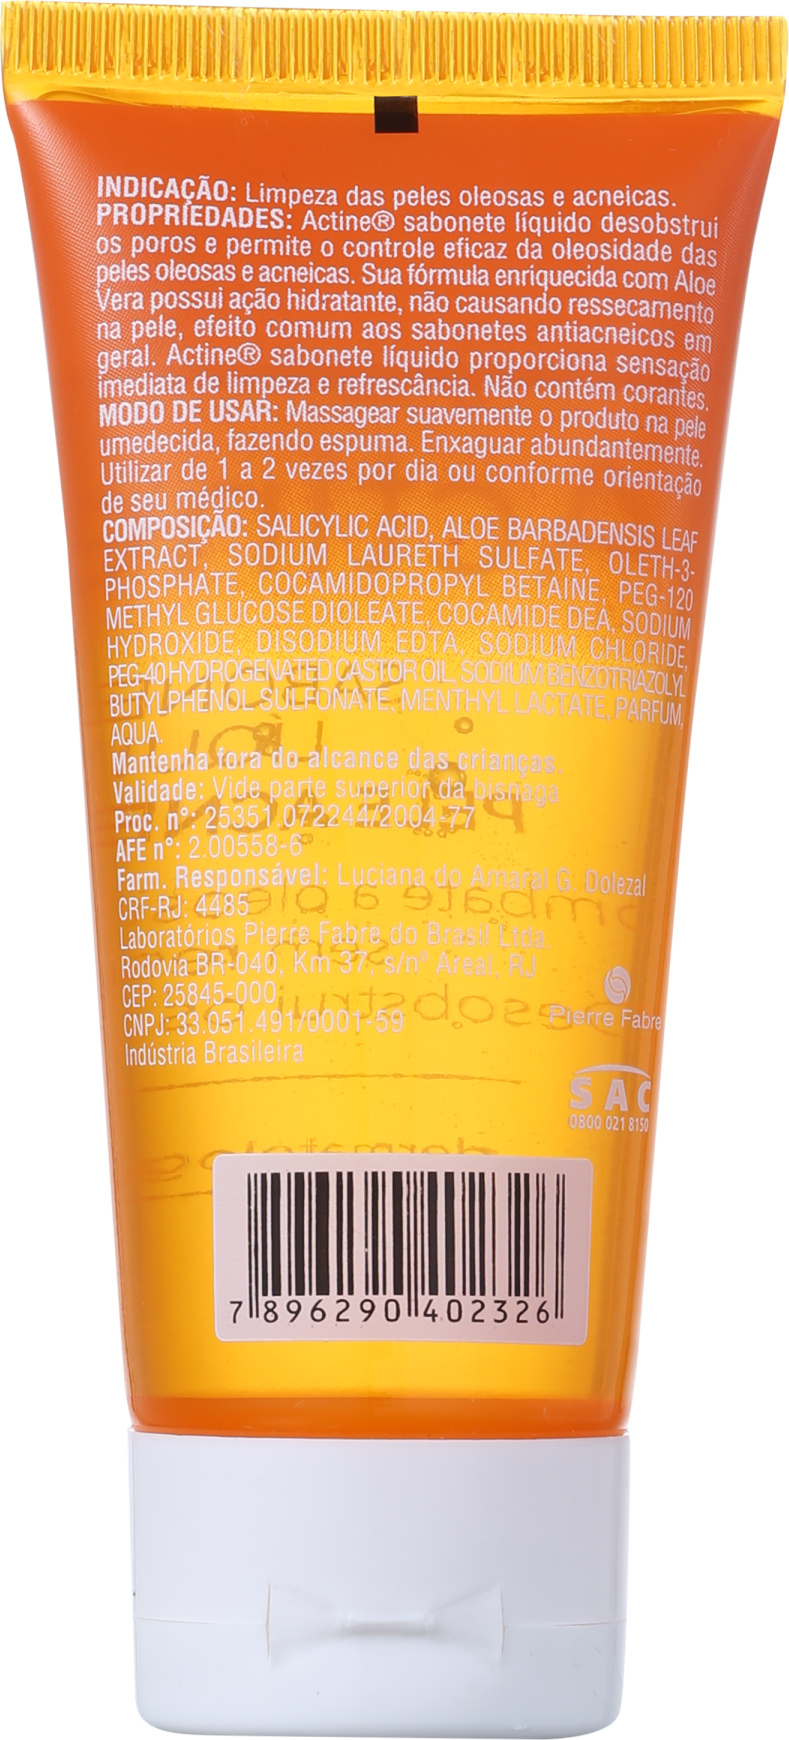 INDICAÇÃO: Limpeza das peles oleosas e acneicas.
PROPRIEDADES: Actine® sabonete líquido desobstrui
os poros e permite o controle eficaz da oleosidade das
peles oleosas e acneicas. Sua fórmula enriquecida com Aloe
Vera possui ação hidratante, não causando ressecamento
na pele, efeito comum aos sabonetes antiacneicos em
geral. Actine® sabonete líquido proporciona sensação
imediata de limpeza e refrescância. Não contém corantes.
MODO DE USAR: Massagear suavemente o produto na pele
umedecida, fazendo espuma. Enxaguar abundantemente.
Utilizar de 1 a 2 vezes por dia ou conforme orientação
de seu médico.
COMPOSIÇÃO: SALICYLIC ACID, ALOE BARBADENSIS LEAF
EXTRACT, SODIUM LAURETH SULFATE, OLETH-3-
PHOSPHATE, COCAMIDOPROPYL BETAINE, PEG-120
METHYL GLUCOSE DIOLEATE, COCAMIDE DEA, SODIUM
HYDROXIDE, DISODIUM EDTA, SODIUM CHLORIDE,
PEG-40 HYDROGENATED CASTOR OIL, SODIUM BENZOTRIAZOLYL
BUTYLPHENOL SULFONATE, MENTHYL LACTATE, PARFUM,
AQUA.
Mantenha fora do alcance das crianças.
Validade: Vide parte superior da bisnaga
Proc. nº: 25351.072244/2004-77
AFE nº: 2.00558-6
Farm. Responsável: Luciana do Amaral G. Dolezal
CRF-RJ: 4485
Laboratórios Pierre Fabre do Brasil Ltda.
Rodovia BR-040, Km 37, s/nº Areal, RJ
CEP: 25845-000
CNPJ: 33.051.491/0001-59
Indústria Brasileira
Pierre Fabre
SAC
0800 021 8150
7 896290 402326